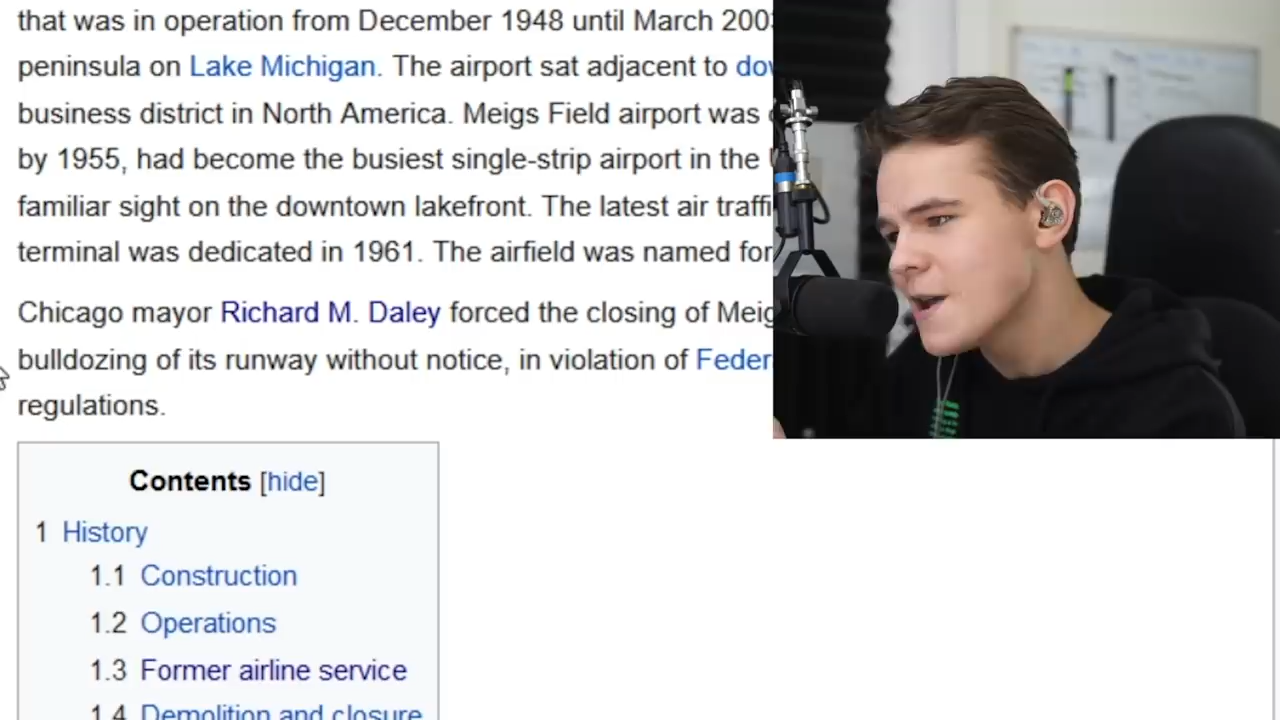 that was in operation from December 1948 until March
peninsula on Lake Michigan. The airport sat adjacent to
business district in North America. Meigs Field airport was
by 1955, had become the busiest single-strip airport in the
familiar sight on the downtown lakefront. The latest air
terminal was dedicated in 1961. The airfield was named for
Chicago mayor Richard M. Daley forced the closing of
bulldozing of its runway without notice, in violation of
regulations.
Contents [hide]
1 History
1.1 Construction
1.2 Operations
1.3 Former airline service
1.4 Demolition and closure